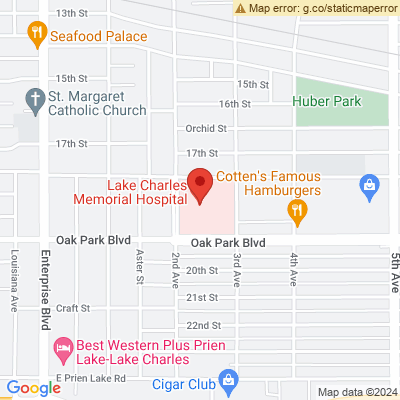 Map error: g.co/staticmaperror
13th St
Seafood Palace
15th St
15th St
St. Margaret
Catholic Church
16th St
Huber Park
Orchid St
17th St
17th St
Lake Charles
Memorial Hospital
Cotten's Famous
Hamburgers
Oak Park Blvd
Oak Park Blvd
Louisiana Ave
Enterprise Blvd
Aster St
2nd Ave
3rd Ave
4th Ave
5th Ave
20th St
21st St
Craft St
22nd St
Best Western Plus Prien
Lake-Lake Charles
E Prien Lake Rd
Cigar Club
Google
Map data ©2024